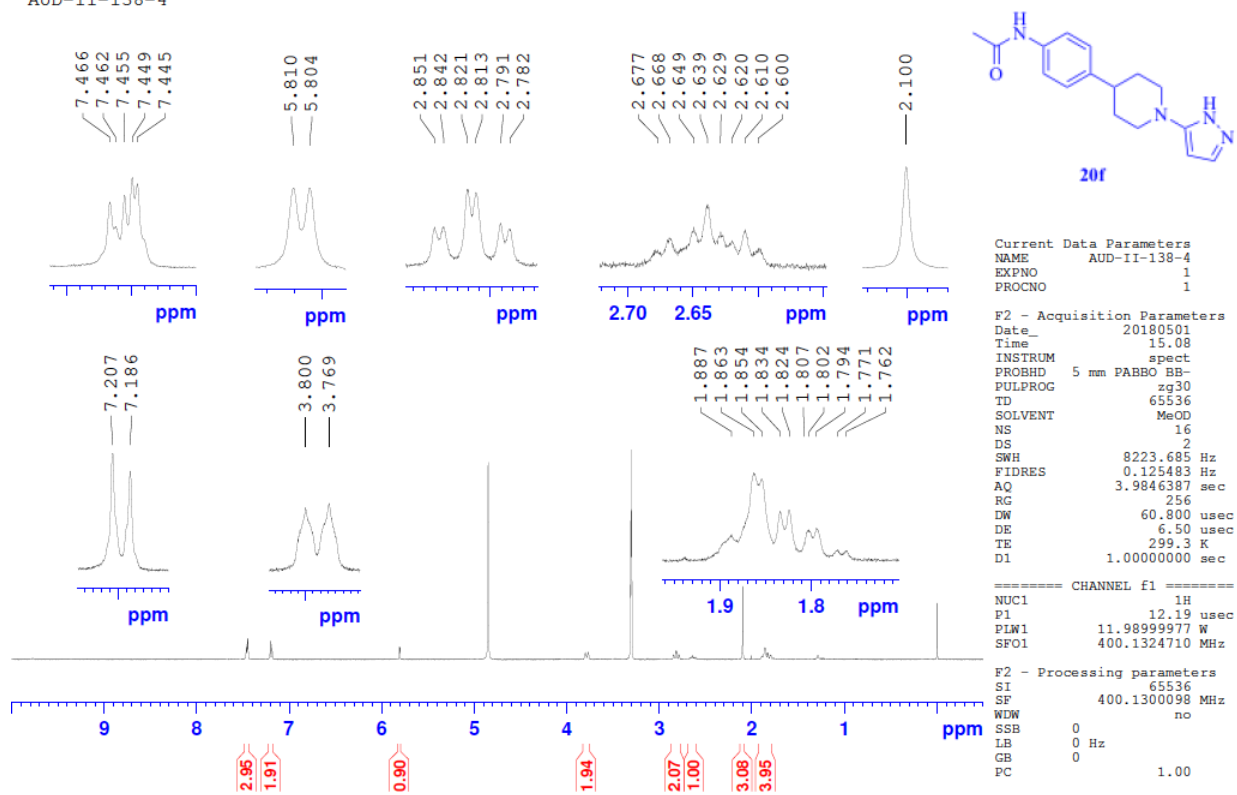 AUD-II-138-4
7.466
7.462
7.455
7.449
7.445
5.810
5.804
2.851
2.842
2.821
2.813
2.791
2.782
2.677
2.668
2.649
2.639
2.629
2.620
2.610
2.600
2.100
ppm
ppm
ppm
2.70 2.65 ppm
ppm
7.207
7.186
3.800
3.769
1.887
1.863
1.854
1.834
1.824
1.807
1.802
1.794
1.771
1.762
ppm
ppm
1.9 1.8 ppm
9 8 7 6 5 4 3 2 1 ppm
2.95
1.91
0.90
1.94
2.07
1.00
3.08
3.95
H
N
O
N
H
N
N
20f
Current Data Parameters
NAME AUD-II-138-4
EXPNO 1
PROCNO 1
F2 - Acquisition Parameters
Date_ 20180501
Time 15.08
INSTRUM spect
PROBHD 5 mm PABBO BB-
PULPROG zg30
TD 65536
SOLVENT MeOD
NS 16
DS 2
SWH 8223.685 Hz
FIDRES 0.125483 Hz
AQ 3.9846387 sec
RG 256
DW 60.800 usec
DE 6.50 usec
TE 299.3 K
D1 1.00000000 sec
======== CHANNEL f1 ========
NUC1 1H
P1 12.19 usec
PLW1 11.98999977 W
SFO1 400.1324710 MHz
F2 - Processing parameters
SI 65536
SF 400.1300098 MHz
WDW no
SSB 0
LB 0 Hz
GB 0
PC 1.00